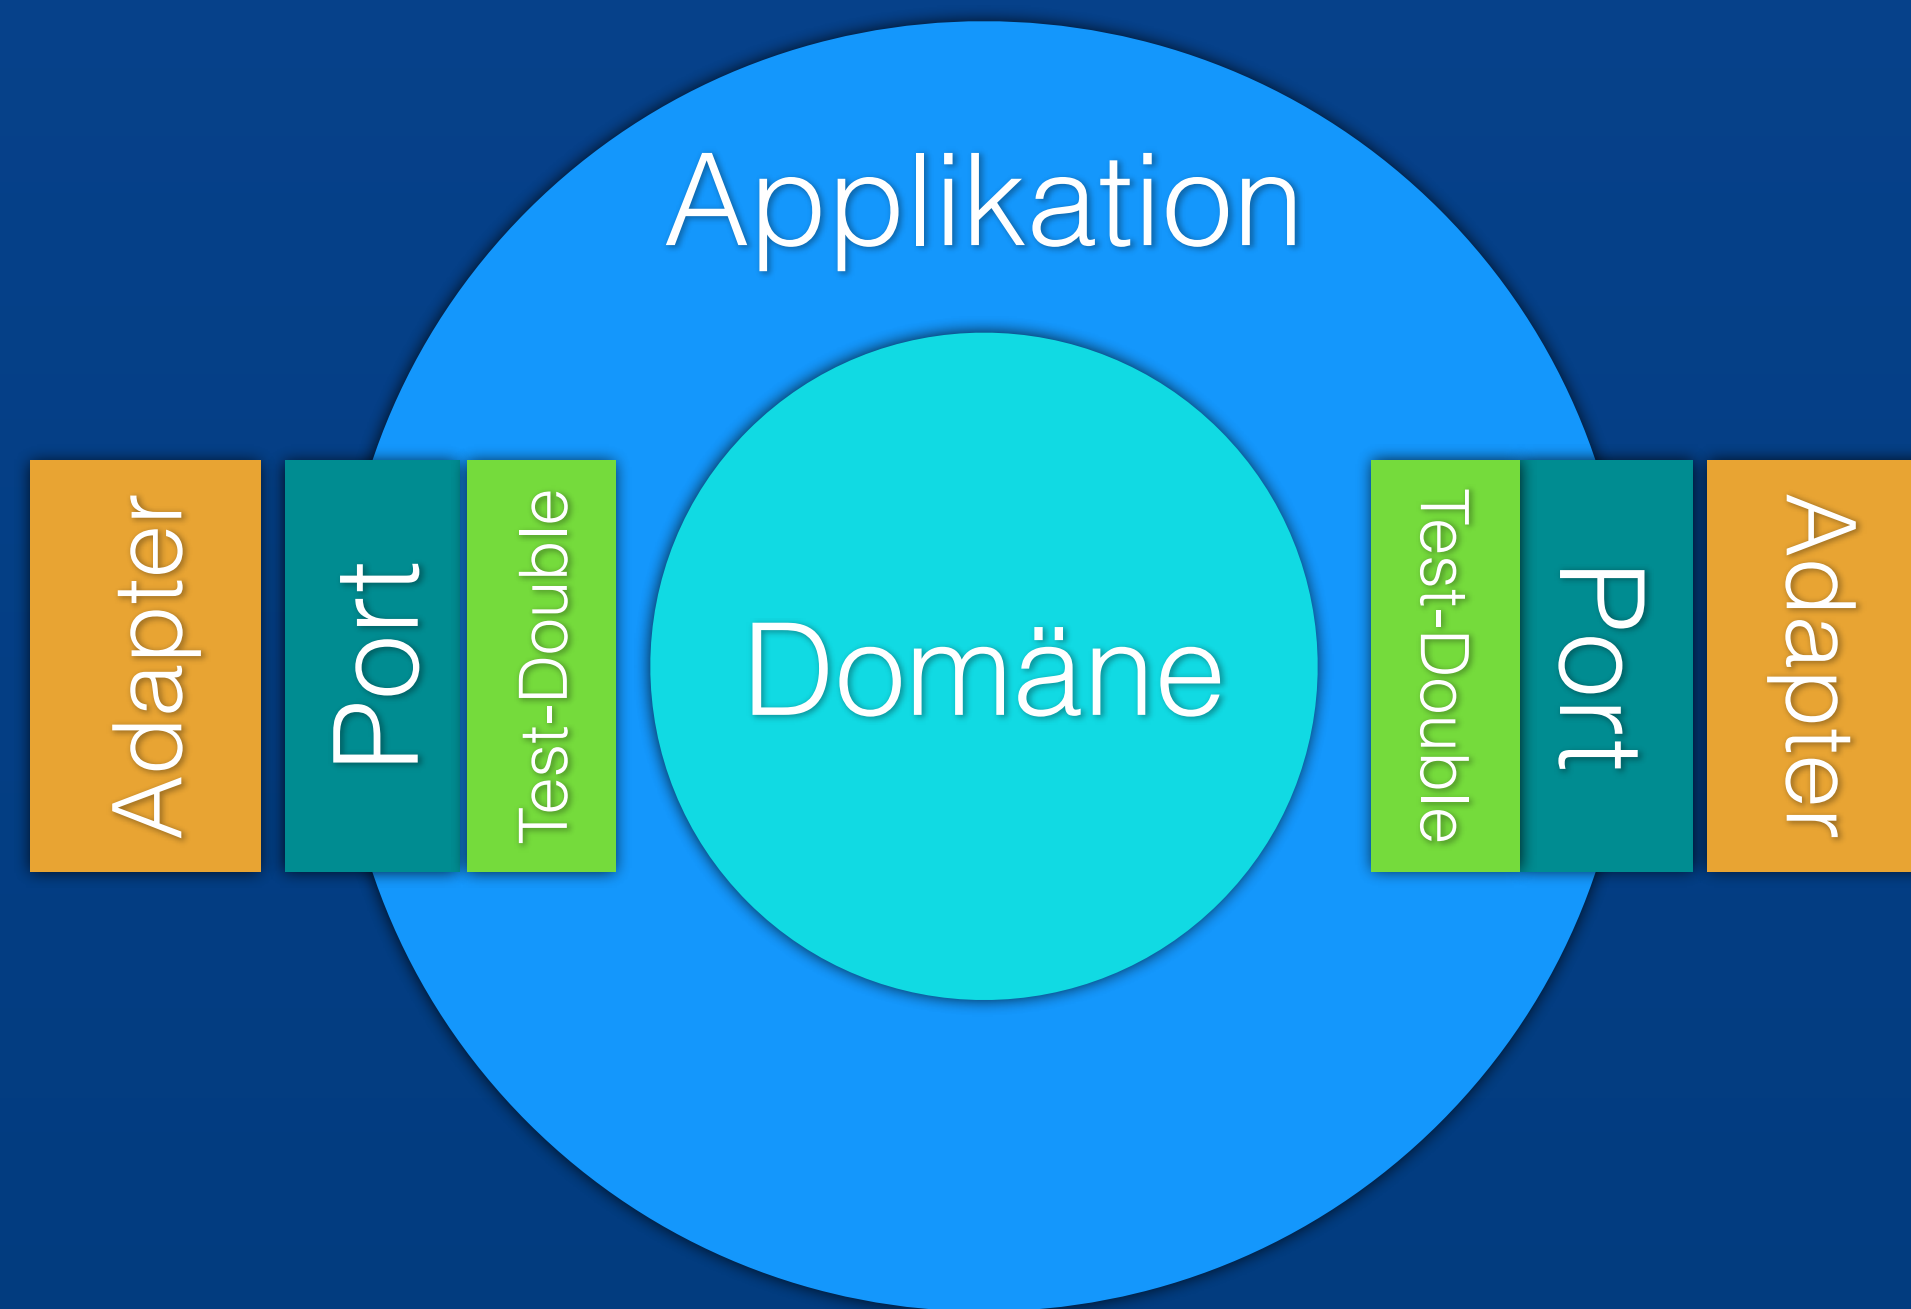 Applikation
Adapter
Port
Test-Double
Domäne
Test-Double
Port
Adapter